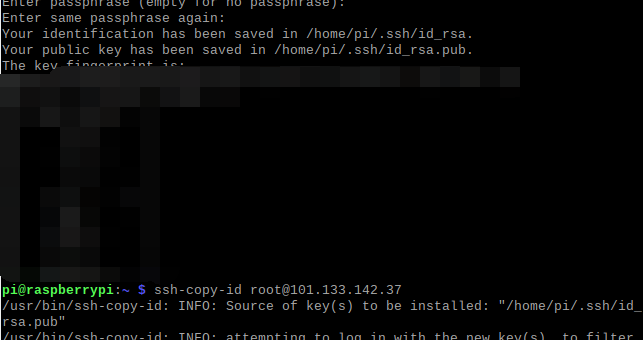 Enter passphrase (empty for no passphrase):
Enter same passphrase again:
Your identification has been saved in /home/pi/.ssh/id_rsa.
Your public key has been saved in /home/pi/.ssh/id_rsa.pub.
The key fingerprint is:
pi@raspberrypi:~ $ ssh-copy-id root@101.133.142.37
/usr/bin/ssh-copy-id: INFO: Source of key(s) to be installed: "/home/pi/.ssh/id_
rsa.pub"
/usr/bin/ssh-copy-id: INFO: attempting to log in with the new key(s), to filter